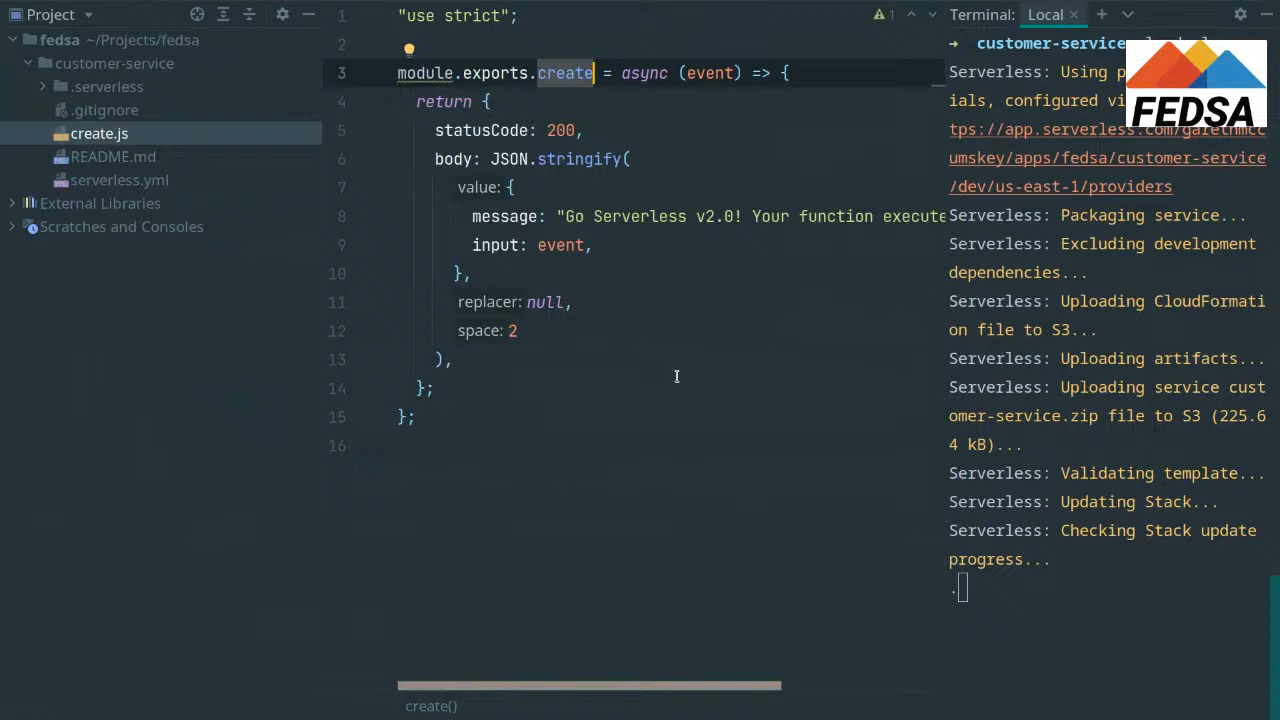 Project
fedsa ~/Projects/fedsa
customer-service
.serverless
.gitignore
create.js
README.md
serverless.yml
External Libraries
Scratches and Consoles
1 "use strict";
2
3 module.exports.create = async (event) => {
4 return {
5 statusCode: 200,
6 body: JSON.stringify(
7 value: {
8 message: "Go Serverless v2.0! Your function execute
9 input: event,
10 },
11 replacer: null,
12 space: 2
13 ),
14 };
15 };
16
1
create()
Terminal: Local
→ customer-service
Serverless: Using
ials, configured
tps://app.serverless.com/garethmcc
umskey/apps/fedsa/customer-service
/dev/us-east-1/providers
Serverless: Packaging service...
Serverless: Excluding development
dependencies...
Serverless: Uploading CloudFormati
on file to S3...
Serverless: Uploading artifacts...
Serverless: Uploading service cust
omer-service.zip file to S3 (225.6
4 kB)...
Serverless: Validating template...
Serverless: Updating Stack...
Serverless: Checking Stack update
progress...
.
FEDSA